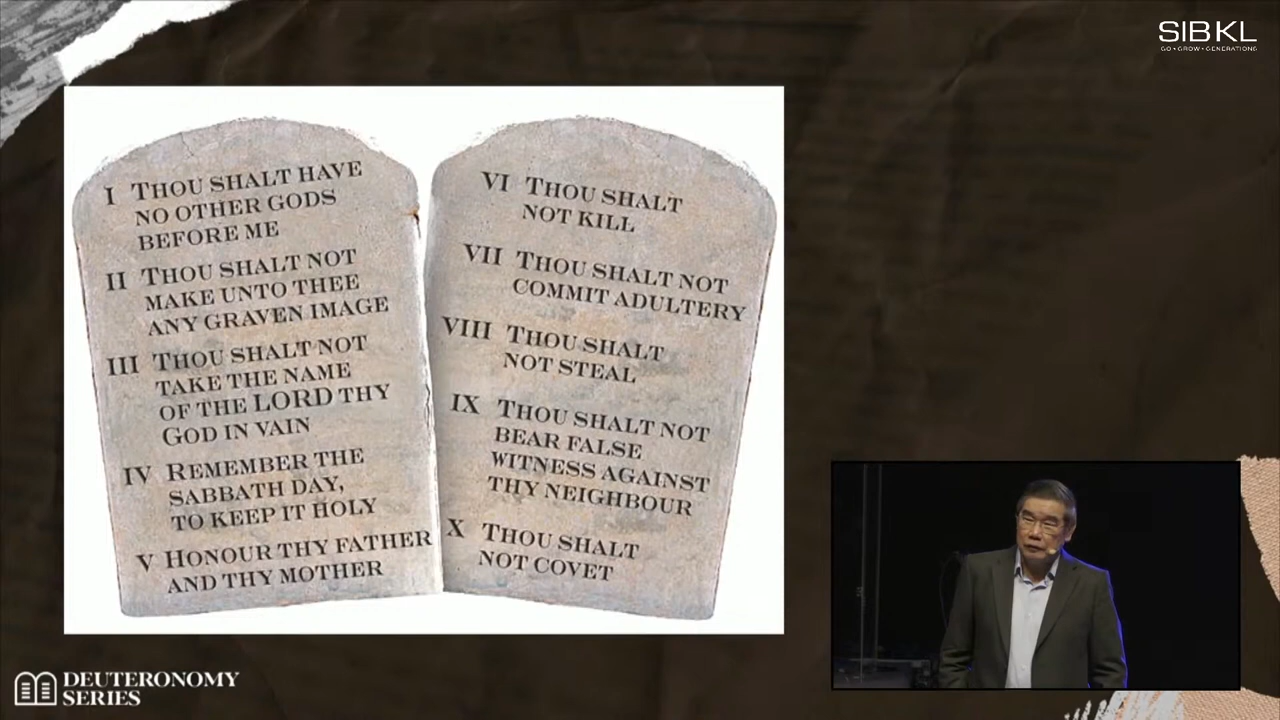 SIBKL
GO • GROW • GENERATIONS
I THOU SHALT HAVE
NO OTHER GODS
BEFORE ME
II THOU SHALT NOT
MAKE UNTO THEE
ANY GRAVEN IMAGE
III THOU SHALT NOT
TAKE THE NAME
OF THE LORD THY
GOD IN VAIN
IV REMEMBER THE
SABBATH DAY,
TO KEEP IT HOLY
V HONOUR THY FATHER
AND THY MOTHER
VI THOU SHALT
NOT KILL
VII THOU SHALT NOT
COMMIT ADULTERY
VIII THOU SHALT
NOT STEAL
IX THOU SHALT NOT
BEAR FALSE
WITNESS AGAINST
THY NEIGHBOUR
X THOU SHALT
NOT COVET
DEUTERONOMY
SERIES